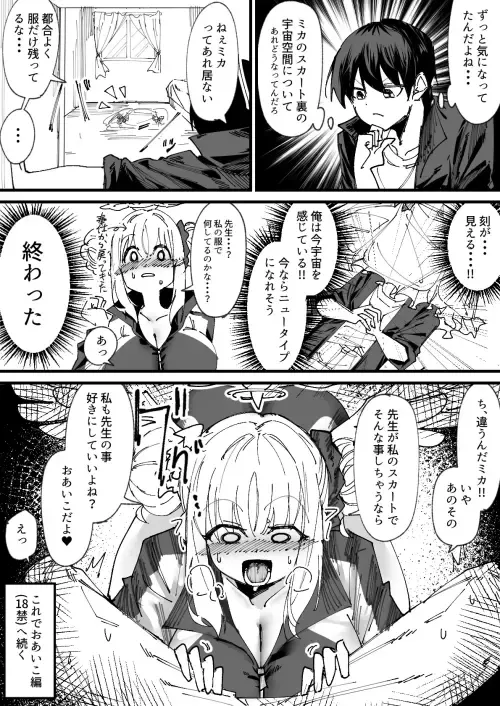 ずっと気になって
たんだよね・・・
ミカのスカート裏の
宇宙空間について
あれどうなってんだろ
ねぇミカ
ってあれ居ない
都合よく
服だけ残って
るな・・・
・・・
刻が・・・
見える・・・!!
俺は今宇宙を
感じている!!
今ならニュータイプ
になれそう
先生・・・?
私の服で
何してるのかな・・・?
あっ
終わった
ち、違うんだミカ!!
いや
あのその
先生が私のスカートで
そんな事しちゃうなら
私も先生の事
好きにしていいよね?
おあいこだよ♥
えっ
これでおあいこ編
(18禁)へ続く